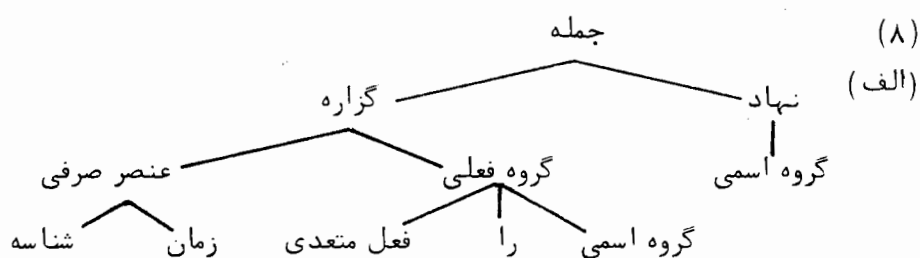 (۸) جمله
(الف) نهاد گزاره
گروه اسمی گروه فعلی عنصر صرفی
گروه اسمی را فعل متعدی زمان شناسه